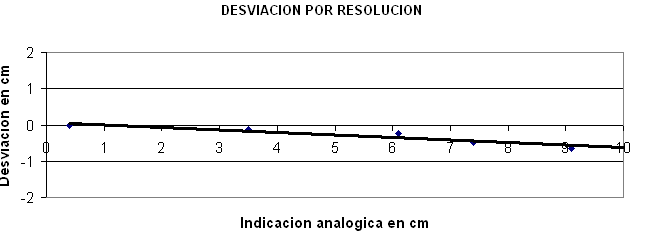 DESVIACION POR RESOLUCION
Desviacion en cm
2
1
0
-1
-2
0 1 2 3 4 5 6 7 8 9 10
Indicacion analogica en cm